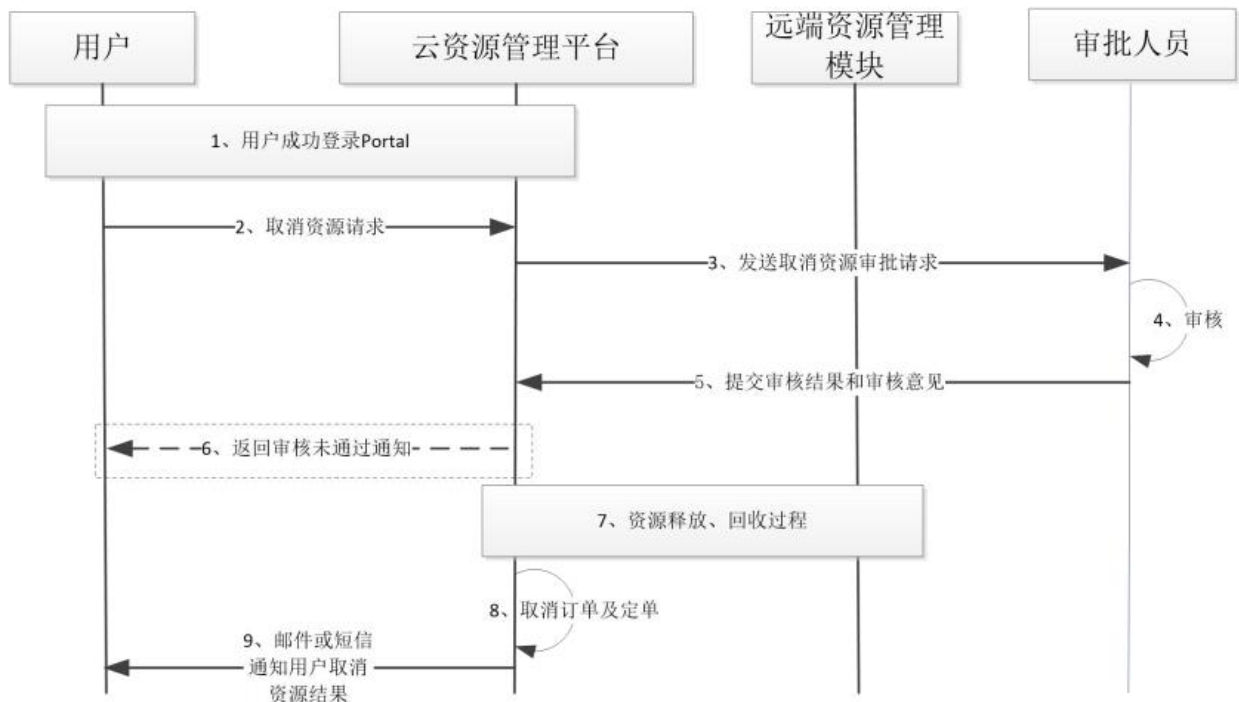 用户
云资源管理平台
远端资源管理
模块
审批人员
1、用户成功登录Portal
2、取消资源请求
3、发送取消资源审批请求
4、审核
5、提交审核结果和审核意见
6、返回审核未通过通知
7、资源释放、回收过程
8、取消订单及定单
9、邮件或短信
通知用户取消
资源结果